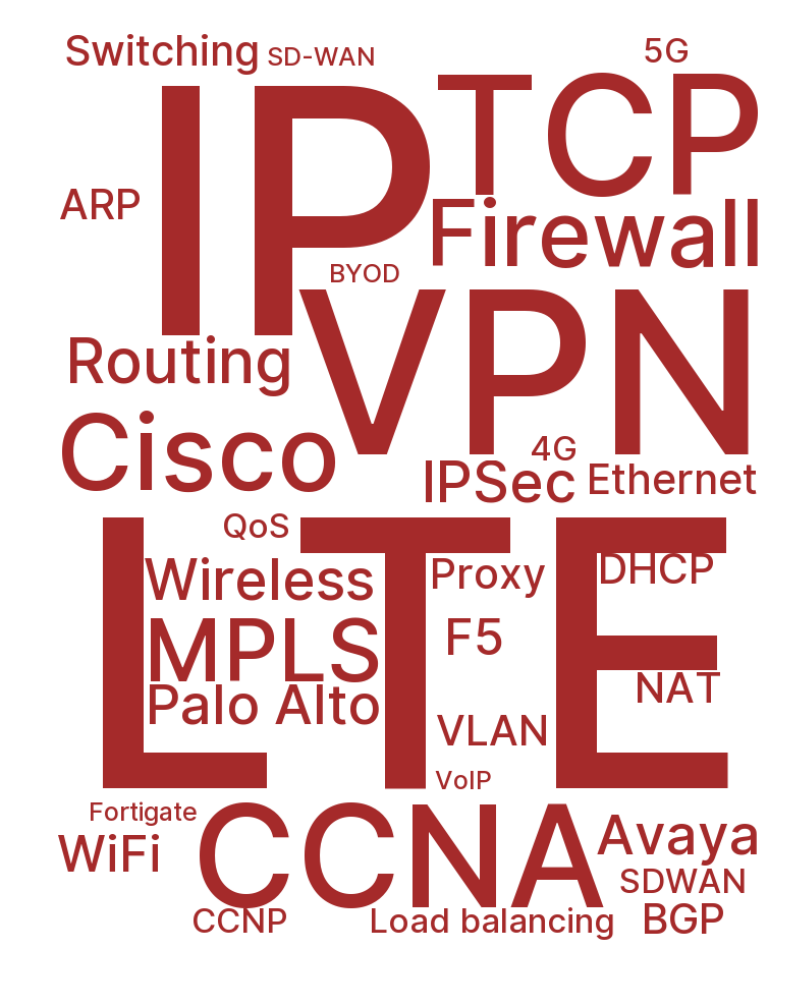 Switching
SD-WAN
5G
IP
TCP
ARP
Firewall
BYOD
VPN
Routing
Cisco
4G
IPSec
Ethernet
QoS
LTE
Wireless
Proxy
DHCP
MPLS
F5
Palo Alto
NAT
VLAN
VoIP
Fortigate
CCNA
WiFi
Avaya
SDWAN
CCNP
Load balancing
BGP